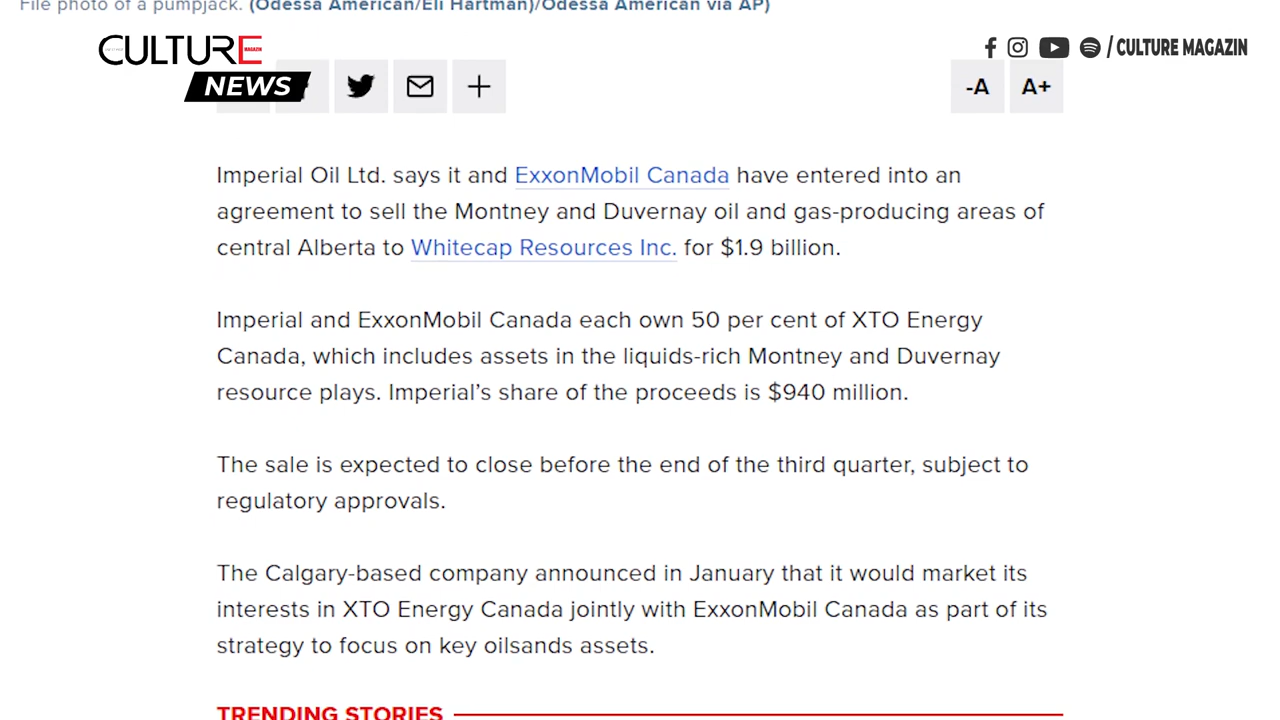 File photo of a pumpjack. (Odessa American/Eli Hartman)/Odessa American via AP)
CULTURE
MAGAZIN
NEWS
/ CULTURE MAGAZIN
-A A+
Imperial Oil Ltd. says it and ExxonMobil Canada have entered into an
agreement to sell the Montney and Duvernay oil and gas-producing areas of
central Alberta to Whitecap Resources Inc. for $1.9 billion.
Imperial and ExxonMobil Canada each own 50 per cent of XTO Energy
Canada, which includes assets in the liquids-rich Montney and Duvernay
resource plays. Imperial’s share of the proceeds is $940 million.
The sale is expected to close before the end of the third quarter, subject to
regulatory approvals.
The Calgary-based company announced in January that it would market its
interests in XTO Energy Canada jointly with ExxonMobil Canada as part of its
strategy to focus on key oilsands assets.
TRENDING STORIES